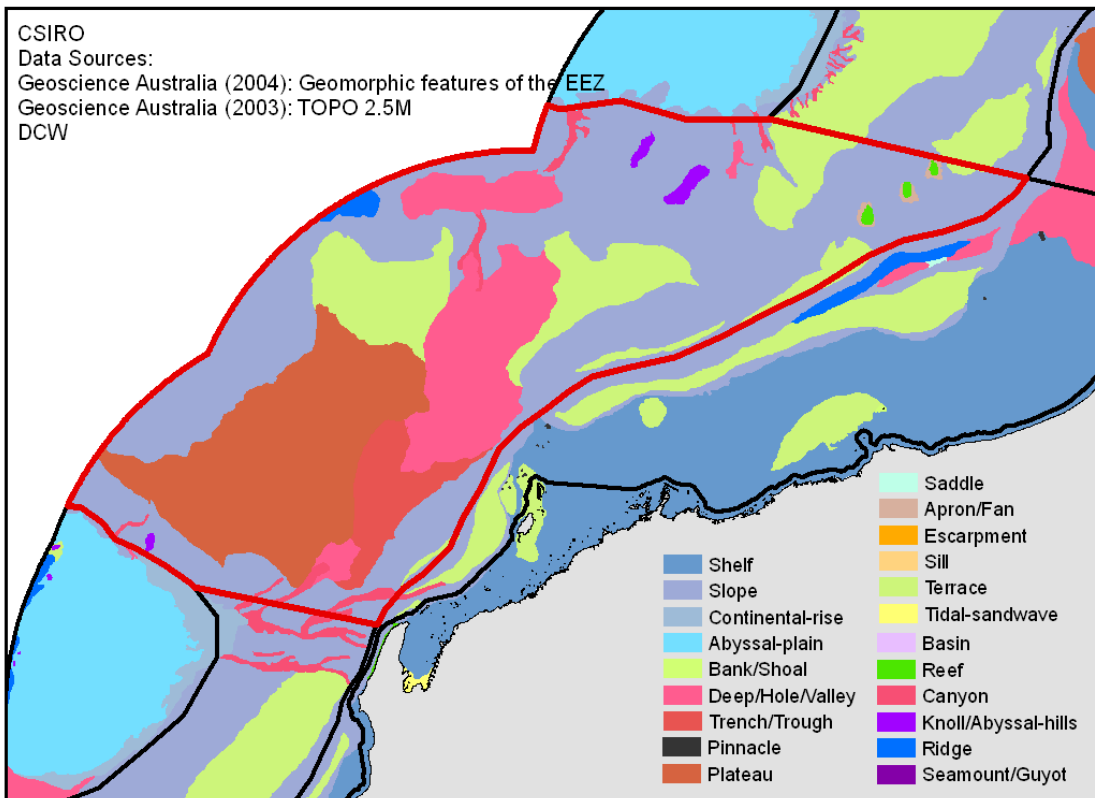 CSIRO
Data Sources:
Geoscience Australia (2004): Geomorphic features of the EEZ
Geoscience Australia (2003): TOPO 2.5M
DCW
Shelf
Slope
Continental-rise
Abyssal-plain
Bank/Shoal
Deep/Hole/Valley
Trench/Trough
Pinnacle
Plateau
Saddle
Apron/Fan
Escarpment
Sill
Terrace
Tidal-sandwave
Basin
Reef
Canyon
Knoll/Abyssal-hills
Ridge
Seamount/Guyot